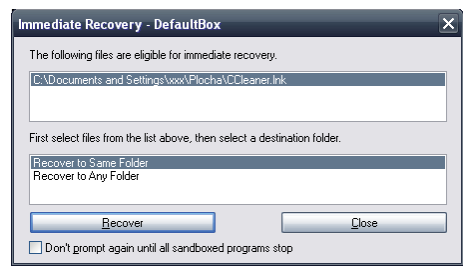 Immediate Recovery - DefaultBox
The following files are eligible for immediate recovery.
C:\Documents and Settings\xxx\Plocha\CCleaner.lnk
First select files from the list above, then select a destination folder.
Recover to Same Folder
Recover to Any Folder
Recover
Close
Don't prompt again until all sandboxed programs stop